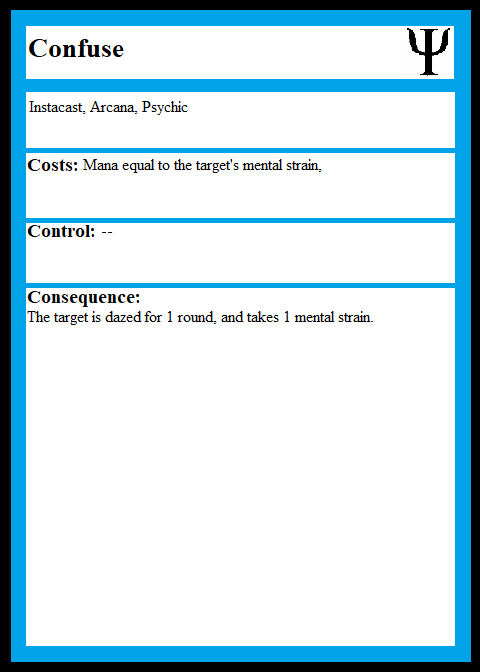 Confuse Ψ
Instacast, Arcana, Psychic
Costs: Mana equal to the target's mental strain,
Control: --
Consequence:
The target is dazed for 1 round, and takes 1 mental strain.